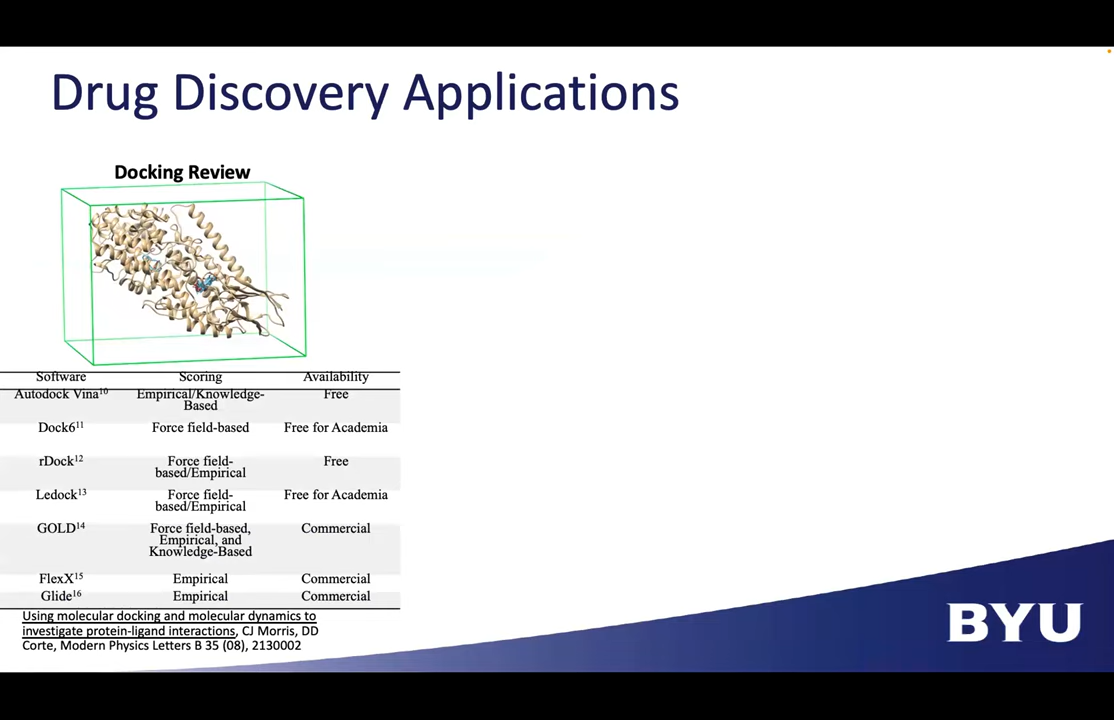 Drug Discovery Applications
Docking Review
Software Scoring Availability
Autodock Vina¹⁰ Empirical/Knowledge-Based Free
Dock6¹¹ Force field-based Free for Academia
rDock¹² Force field-based/Empirical Free
Ledock¹³ Force field-based/Empirical Free for Academia
GOLD¹⁴ Force field-based, Empirical, and Knowledge-Based Commercial
FlexX¹⁵ Empirical Commercial
Glide¹⁶ Empirical Commercial
Using molecular docking and molecular dynamics to
investigate protein-ligand interactions, CJ Morris, DD
Corte, Modern Physics Letters B 35 (08), 2130002
BYU